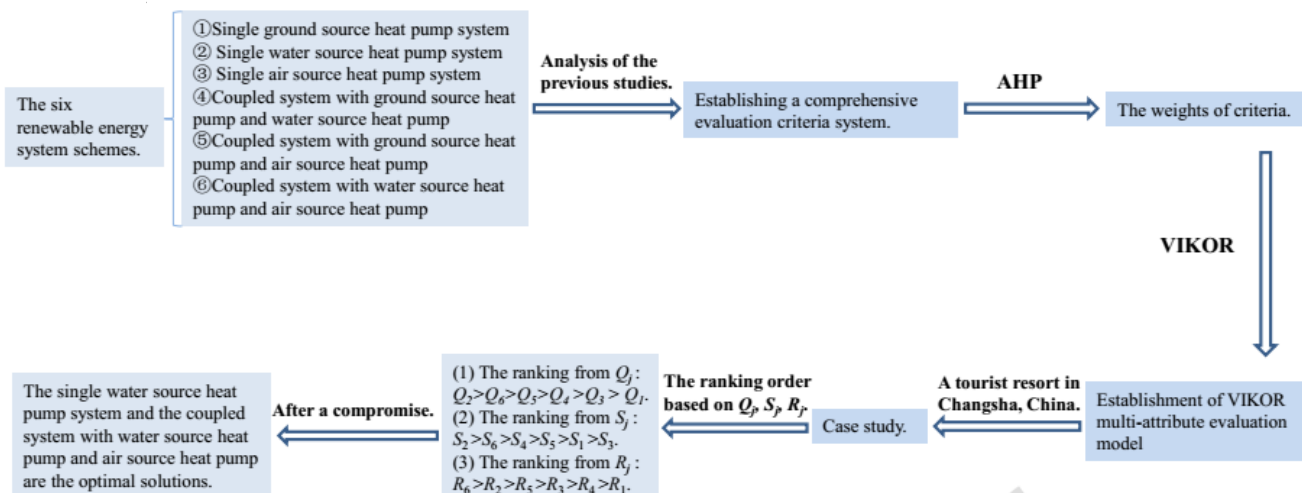 The six
renewable energy
system schemes.
①Single ground source heat pump system
② Single water source heat pump system
③ Single air source heat pump system
④Coupled system with ground source heat
pump and water source heat pump
⑤Coupled system with ground source heat
pump and air source heat pump
⑥Coupled system with water source heat
pump and air source heat pump
Analysis of the
previous studies.
Establishing a comprehensive
evaluation criteria system.
AHP
The weights of criteria.
VIKOR
Establishment of VIKOR
multi-attribute evaluation
model
A tourist resort in
Changsha, China.
Case study.
The ranking order
based on Qj, Sj, Rj.
(1) The ranking from Qj :
Q2>Q6>Q5>Q4>Q3 > Q1.
(2) The ranking from Sj :
S2>S6>S4>S5>S1>S3.
(3) The ranking from Rj :
R6>R2>R5>R3>R4>R1.
After a compromise.
The single water source heat
pump system and the coupled
system with water source heat
pump and air source heat pump
are the optimal solutions.